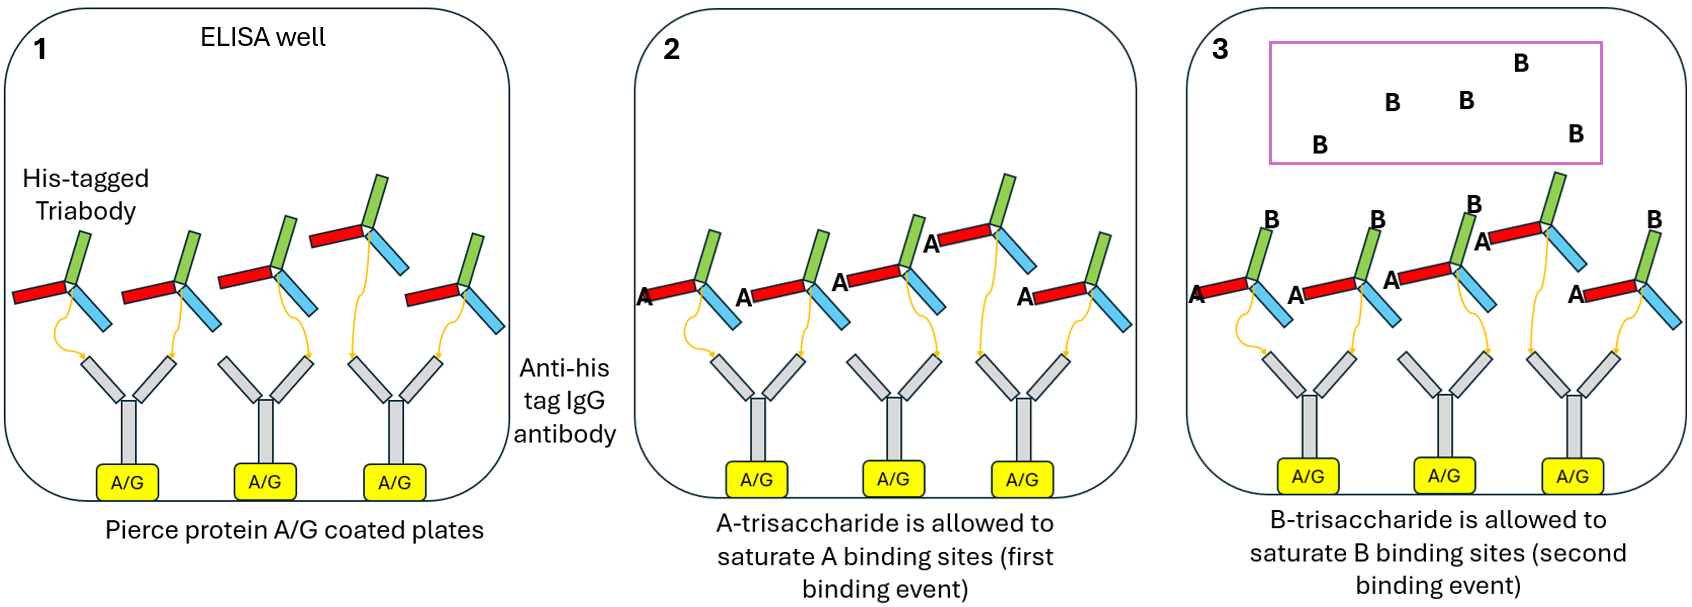 1
ELISA well
His-tagged
Triabody
Anti-his
tag IgG
antibody
A/G
A/G
A/G
Pierce protein A/G coated plates
2
A
A
A
A
A
A/G
A/G
A/G
A-trisaccharide is allowed to
saturate A binding sites (first
binding event)
3
B
B
B
B
B
B
B
B
B
A
A
A
A
A
A/G
A/G
A/G
B-trisaccharide is allowed to
saturate B binding sites (second
binding event)